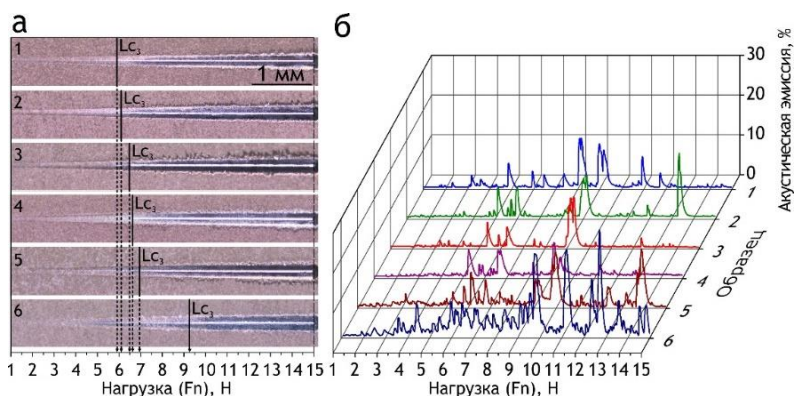 а
1
Lc₃
1 мм
2
Lc₃
3
Lc₃
4
Lc₃
5
Lc₃
6
Lc₃
1 2 3 4 5 6 7 8 9 10 11 12 13 14 15
Нагрузка (Fn), Н
б
30
20
10
0
Акустическая эмиссия, %
1
2
3
4
5
6
Образец
1 2 3 4 5 6 7 8 9 10 11 12 13 14 15
Нагрузка (Fn), Н